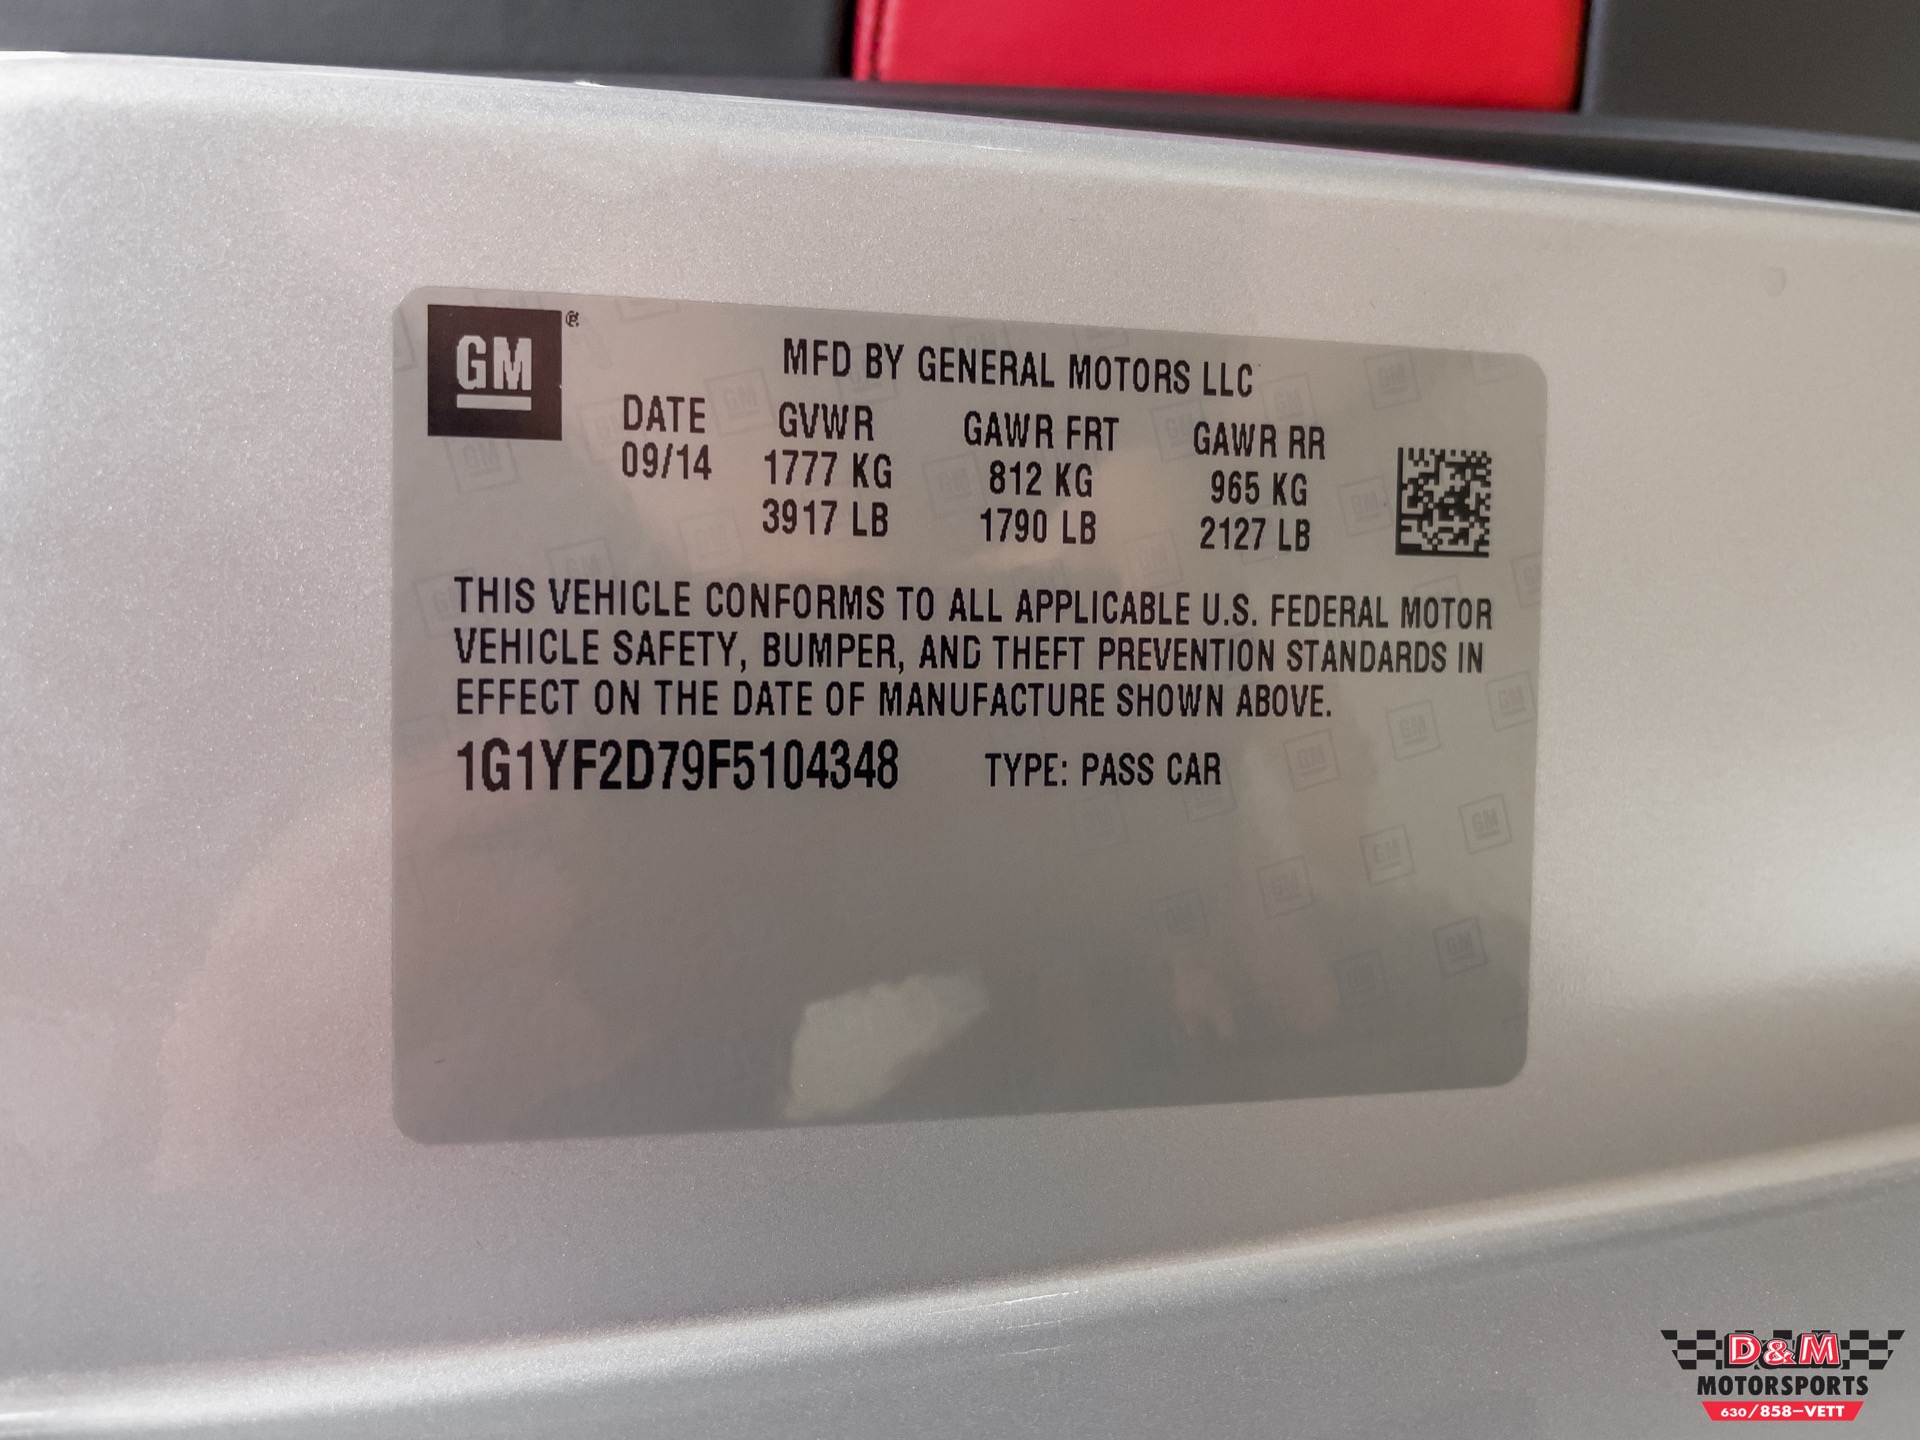 GM ®
MFD BY GENERAL MOTORS LLC
DATE GVWR GAWR FRT GAWR RR
09/14 1777 KG 812 KG 965 KG
3917 LB 1790 LB 2127 LB
THIS VEHICLE CONFORMS TO ALL APPLICABLE U.S. FEDERAL MOTOR
VEHICLE SAFETY, BUMPER, AND THEFT PREVENTION STANDARDS IN
EFFECT ON THE DATE OF MANUFACTURE SHOWN ABOVE.
1G1YF2D79F5104348 TYPE: PASS CAR
D&M
MOTORSPORTS
630/858-VETT